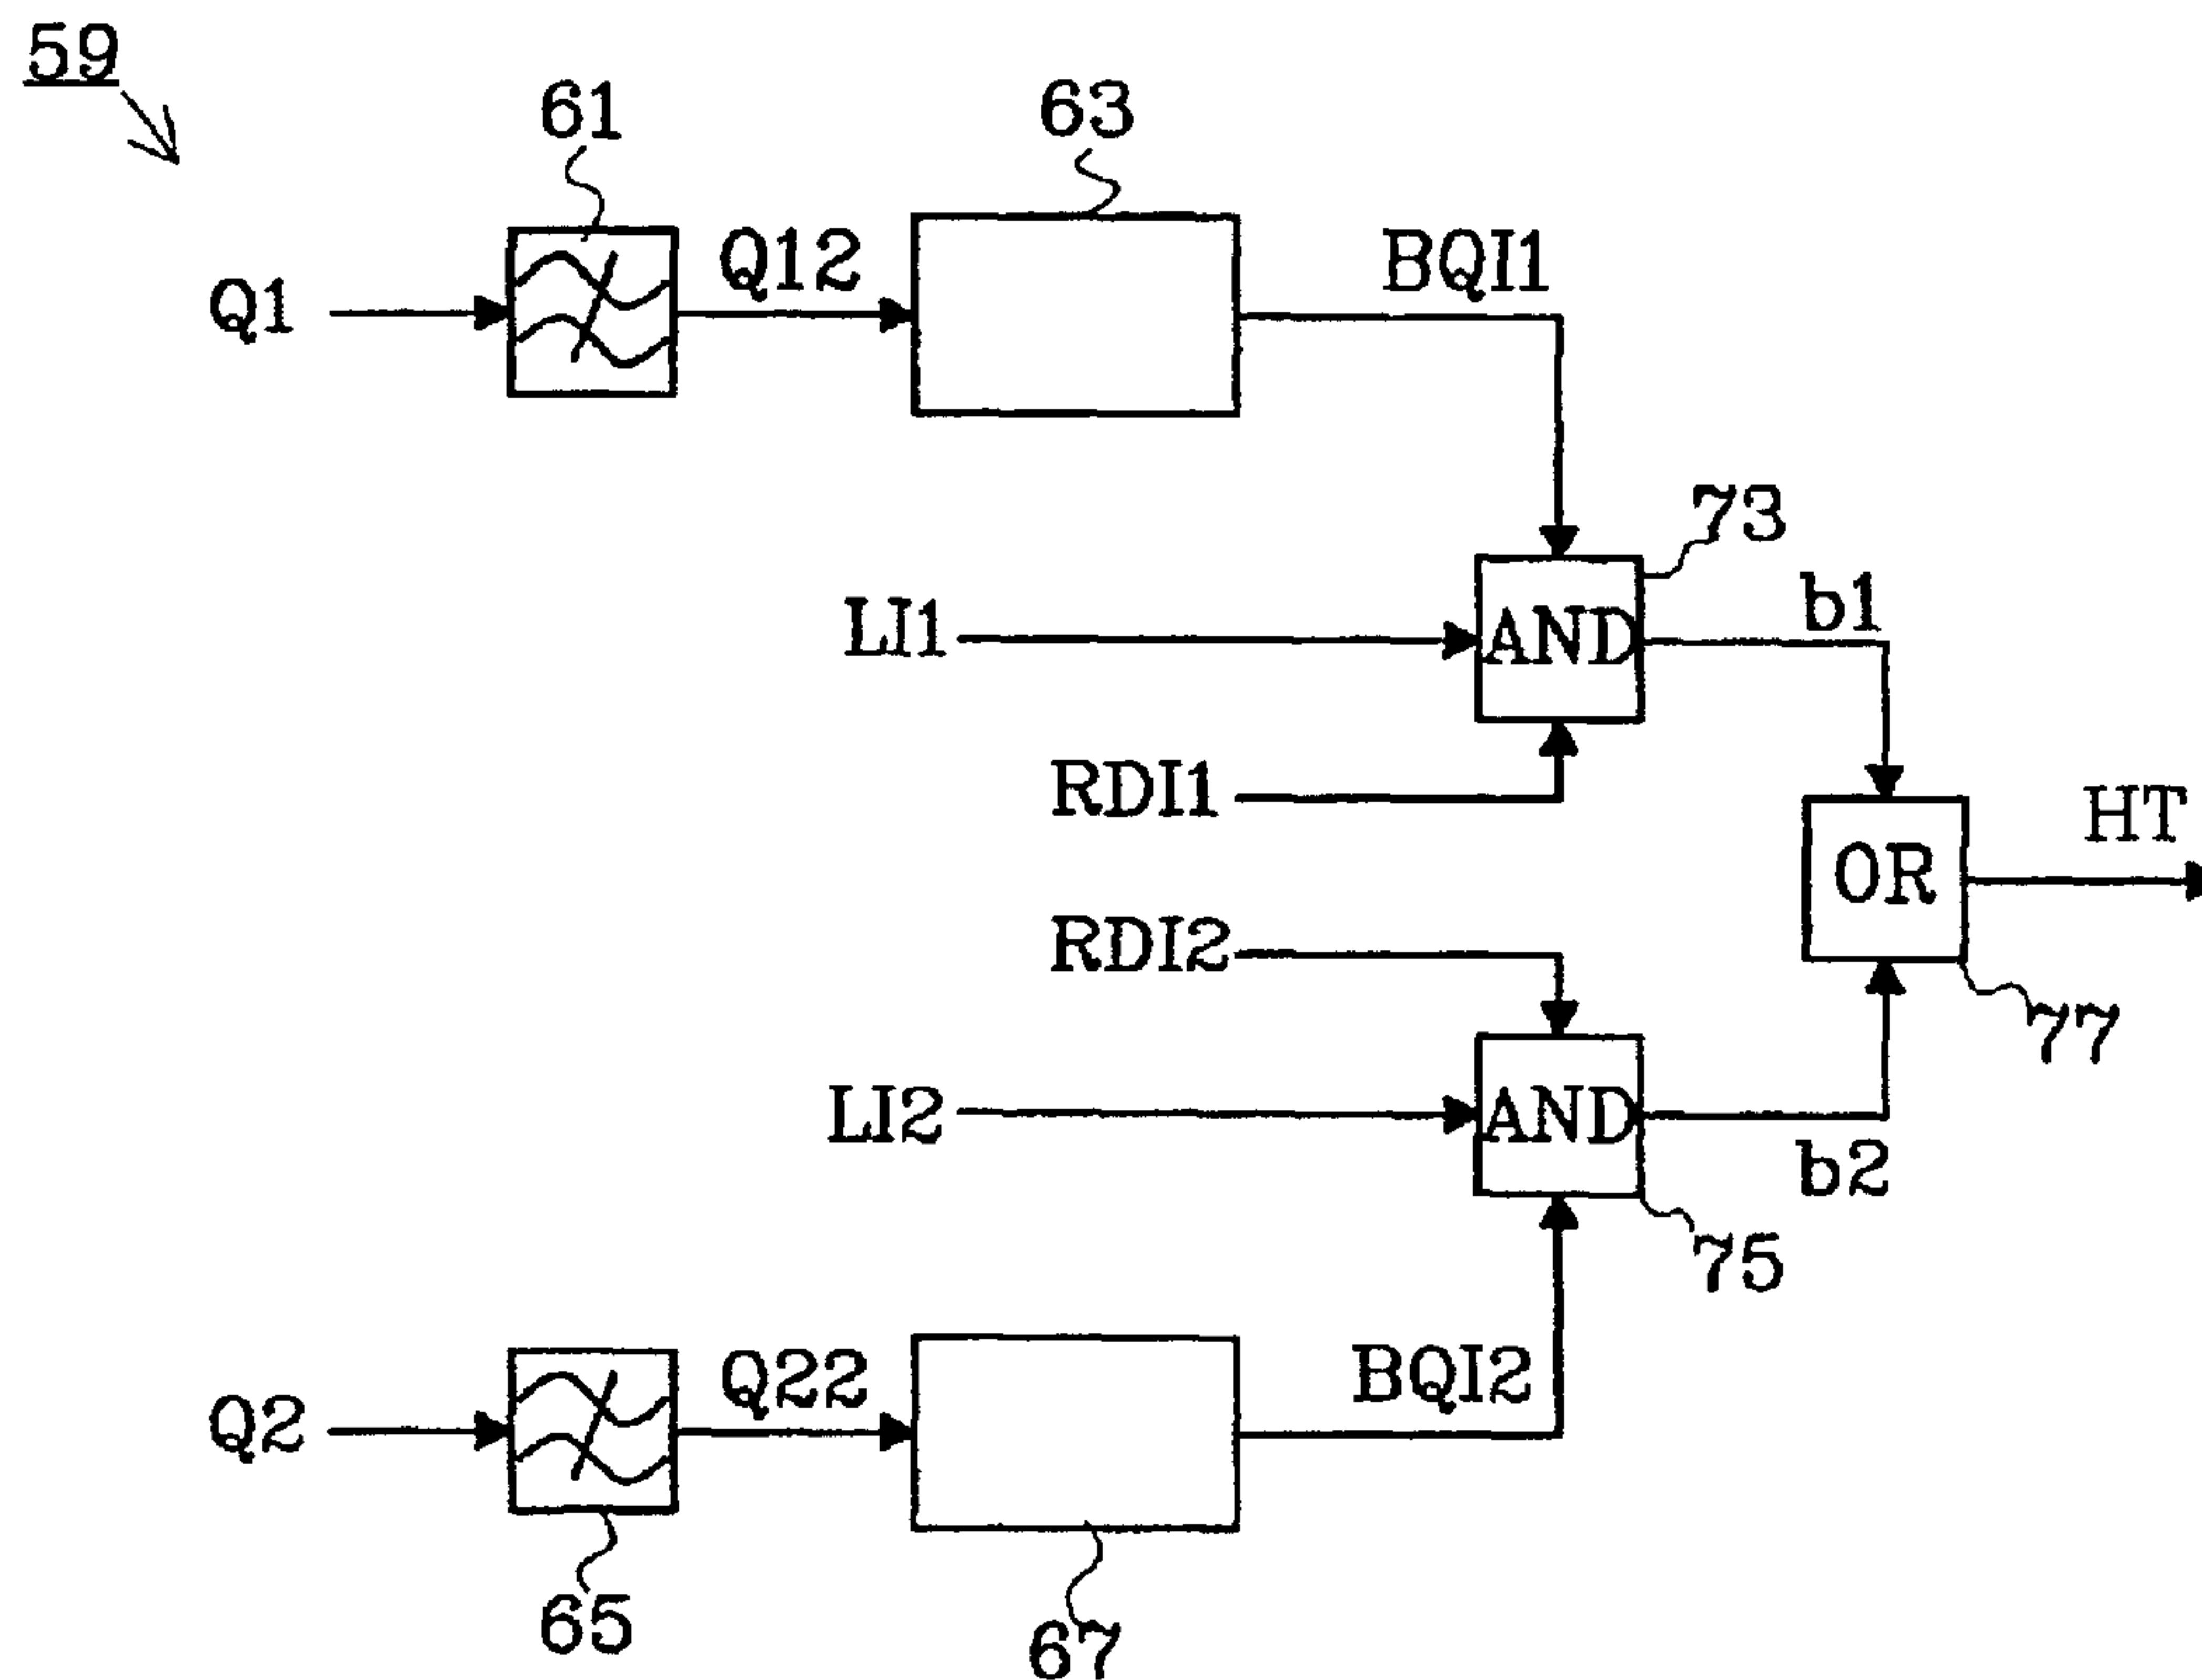 59
61
63
Q1
Q12
BQI1
73
LI1
AND
b1
RDI1
HT
OR
RDI2
77
LI2
AND
b2
75
Q2
Q22
BQI2
65
67